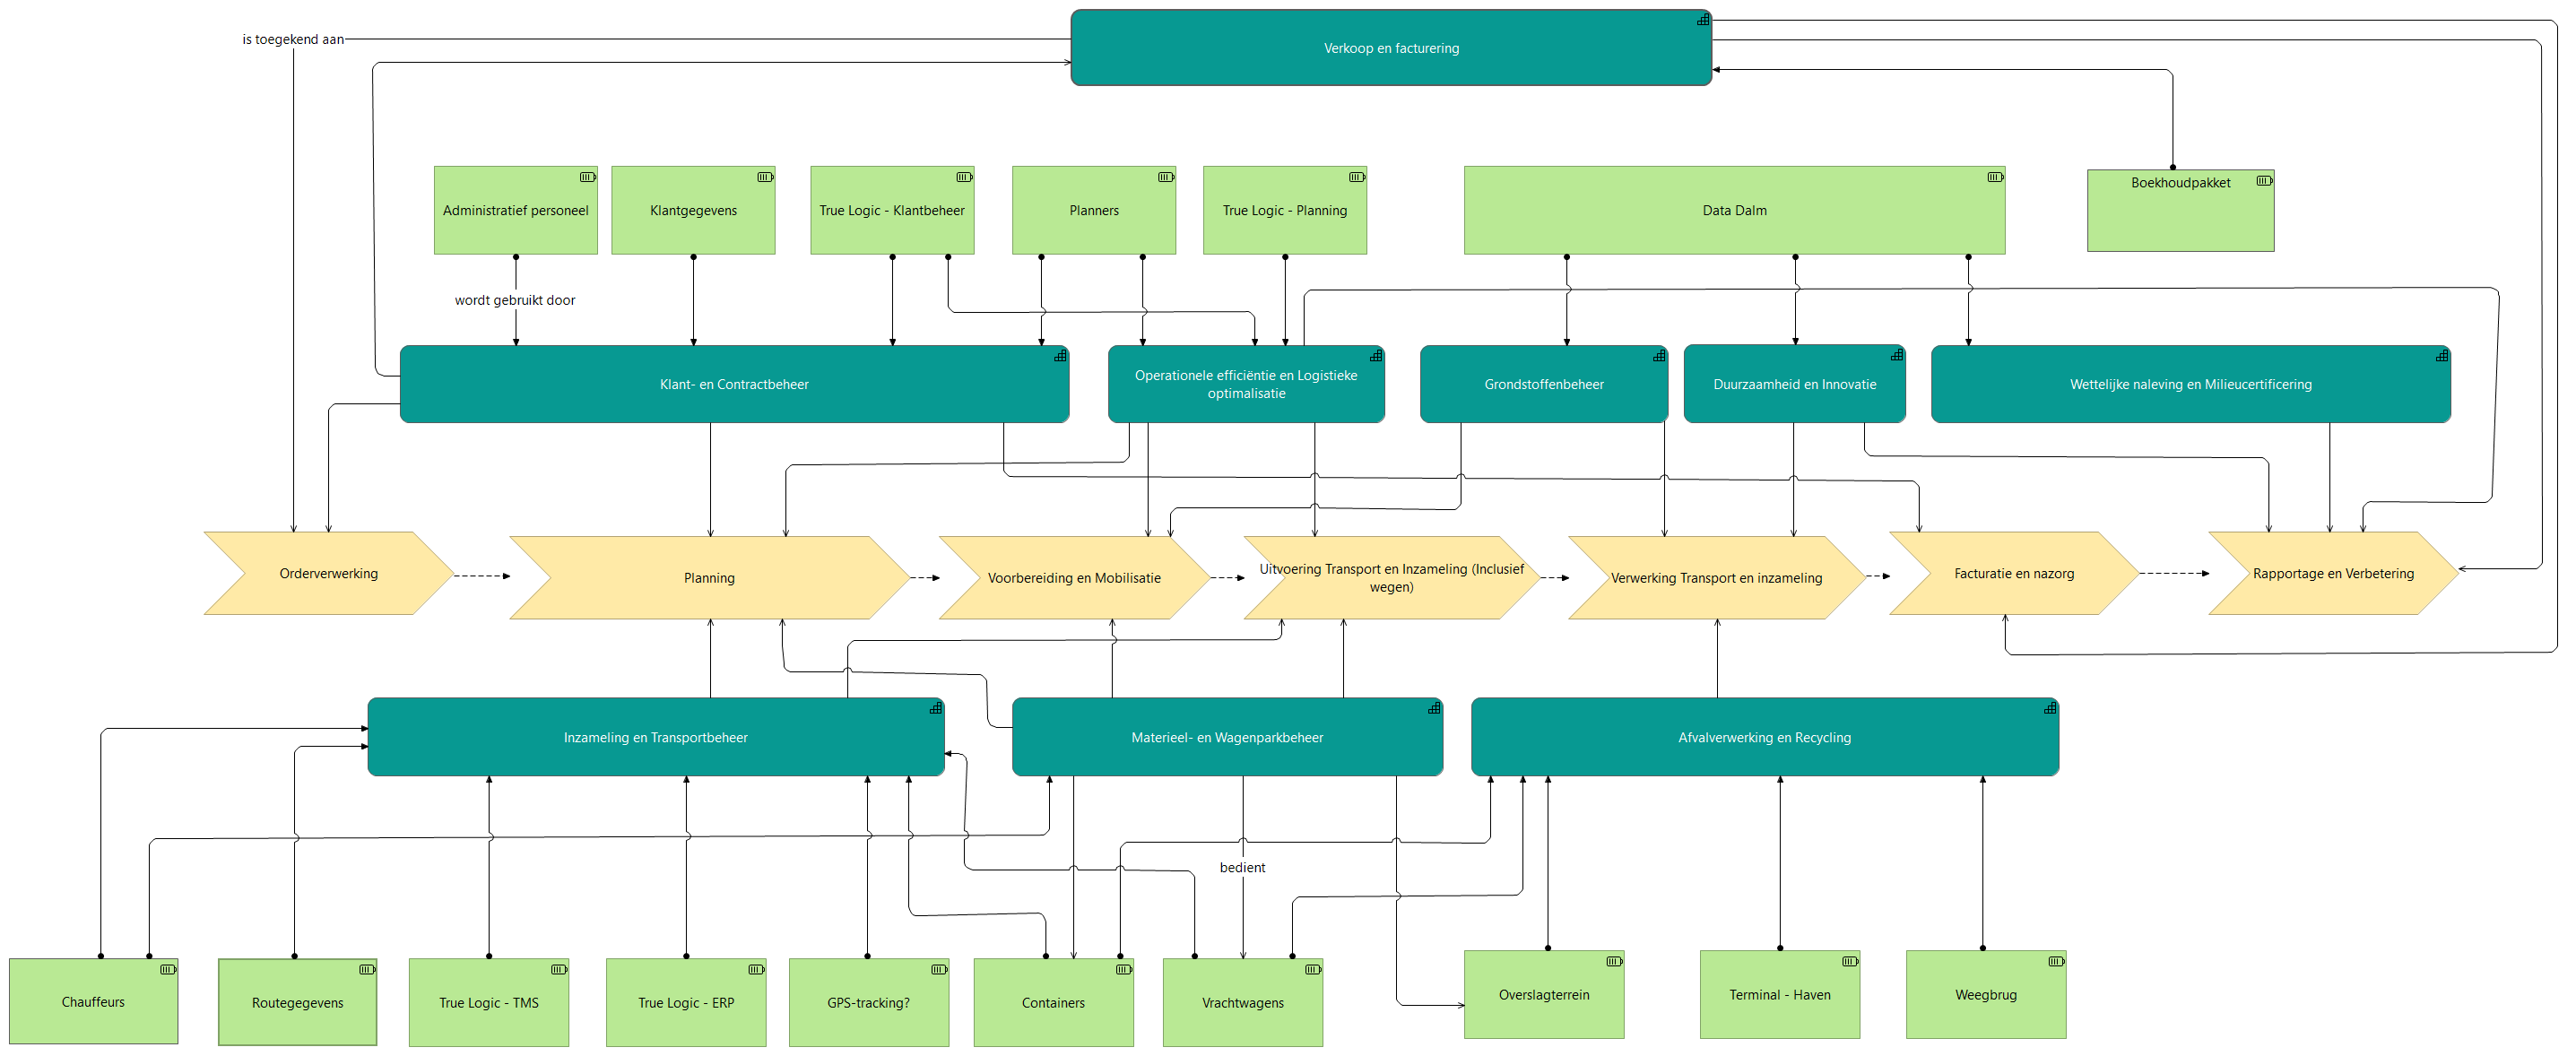 Verkoop en facturering
is toegekend aan
Administratief personeel
Klantgegevens
True Logic - Klantbeheer
Planners
True Logic - Planning
Data Dalm
Boekhoudpakket
wordt gebruikt door
Klant- en Contractbeheer
Operationele efficiëntie en Logistieke
optimalisatie
Grondstoffenbeheer
Duurzaamheid en Innovatie
Wettelijke naleving en Milieucertificering
Orderverwerking
Planning
Voorbereiding en Mobilisatie
Uitvoering Transport en Inzameling (Inclusief
wegen)
Verwerking Transport en inzameling
Facturatie en nazorg
Rapportage en Verbetering
Inzameling en Transportbeheer
Materieel- en Wagenparkbeheer
Afvalverwerking en Recycling
bedient
Chauffeurs
Routegegevens
True Logic - TMS
True Logic - ERP
GPS-tracking?
Containers
Vrachtwagens
Overslagterrein
Terminal - Haven
Weegbrug